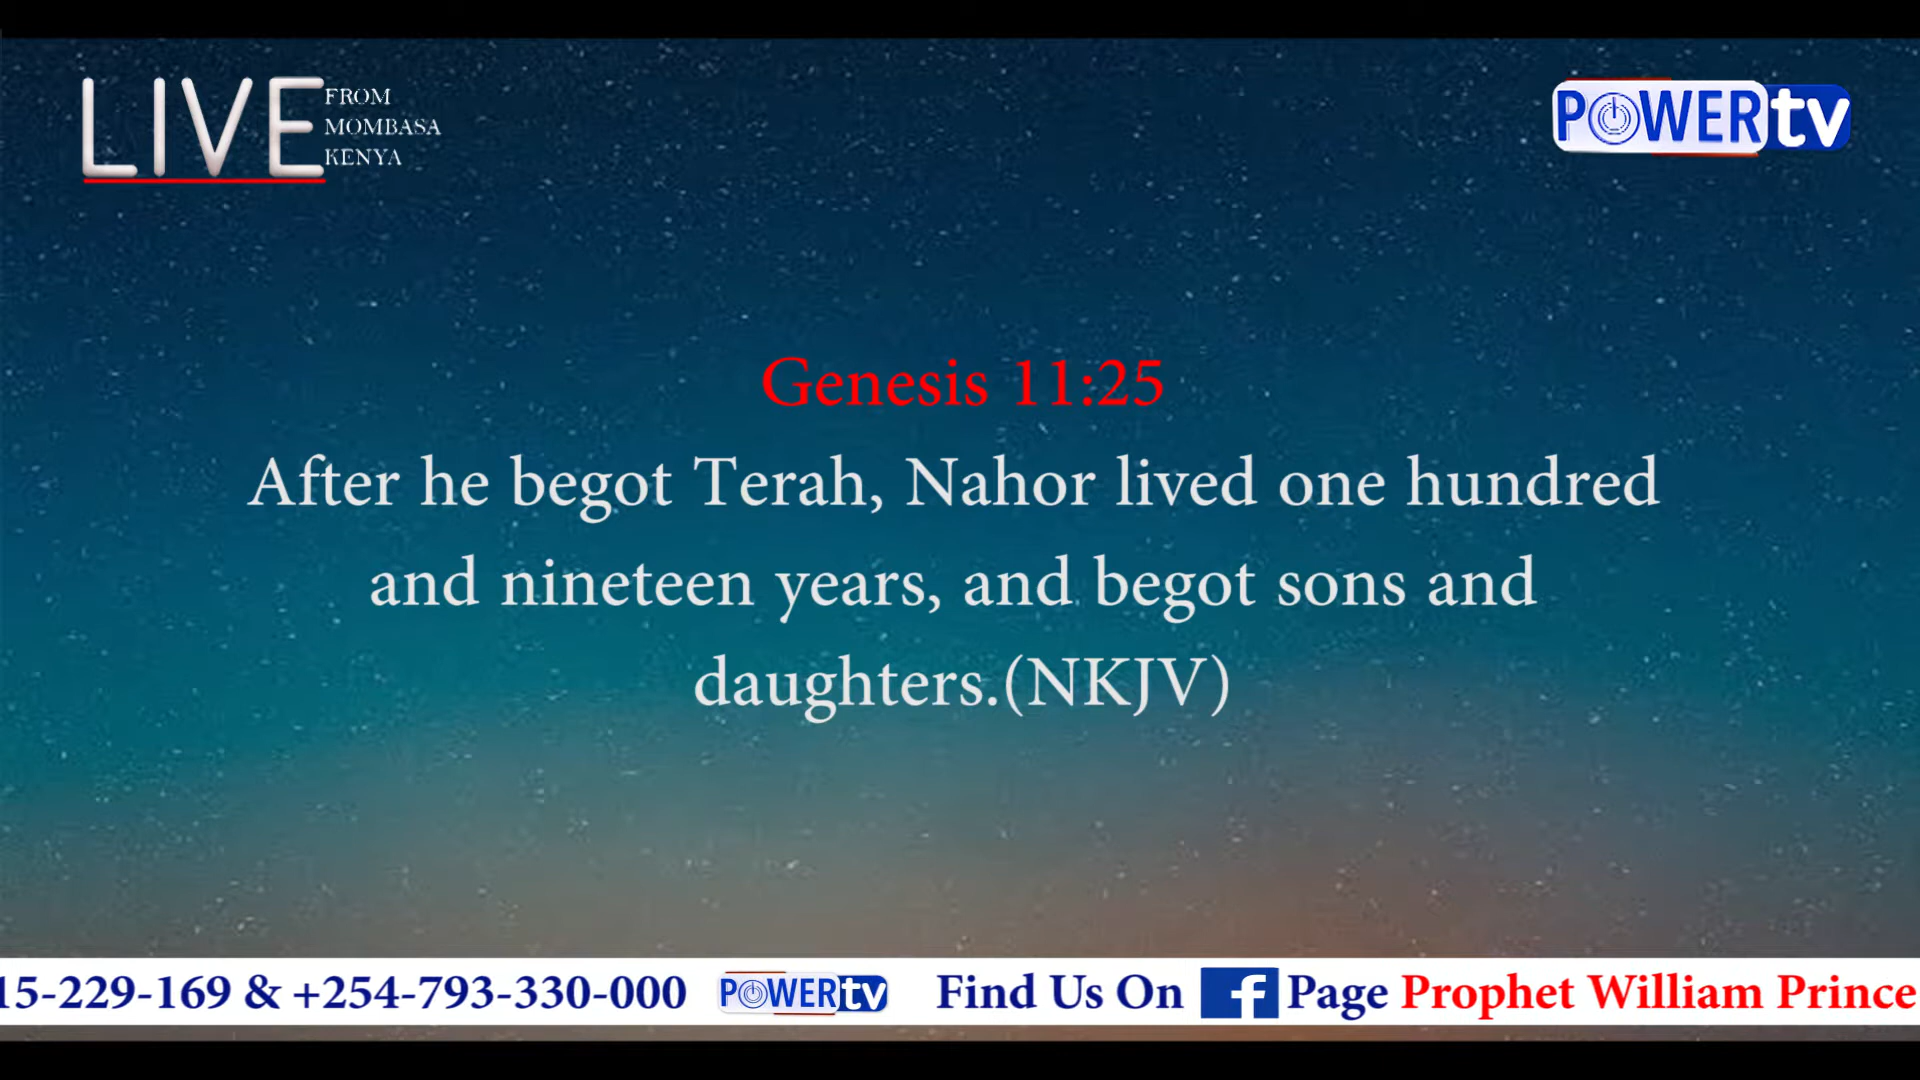 LIVE
FROM
MOMBASA
KENYA
POWERtv
Genesis 11:25
After he begot Terah, Nahor lived one hundred
and nineteen years, and begot sons and
daughters.(NKJV)
15-229-169 & +254-793-330-000 POWERtv Find Us On f Page Prophet William Prince